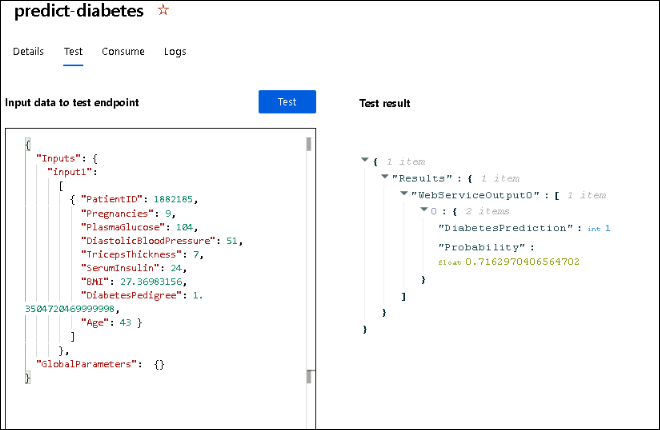 predict-diabetes ☆
Details Test Consume Logs
Input data to test endpoint
Test
{
"Inputs": {
"input1":
[
{ "PatientID": 1882185,
"Pregnancies": 9,
"PlasmaGlucose": 104,
"DiastolicBloodPressure": 51,
"TricepsThickness": 7,
"SerumInsulin": 24,
"BMI": 27.36983156,
"DiabetesPedigree": 1.
3504720469999998,
"Age": 43 }
]
},
"GlobalParameters": {}
}
Test result
{ 1 item
"Results" : { 1 item
"WebServiceOutput0" : [ 1 item
0 : { 2 items
"DiabetesPrediction" : int 1
"Probability" :
float 0.7162970406564702
}
]
}
}